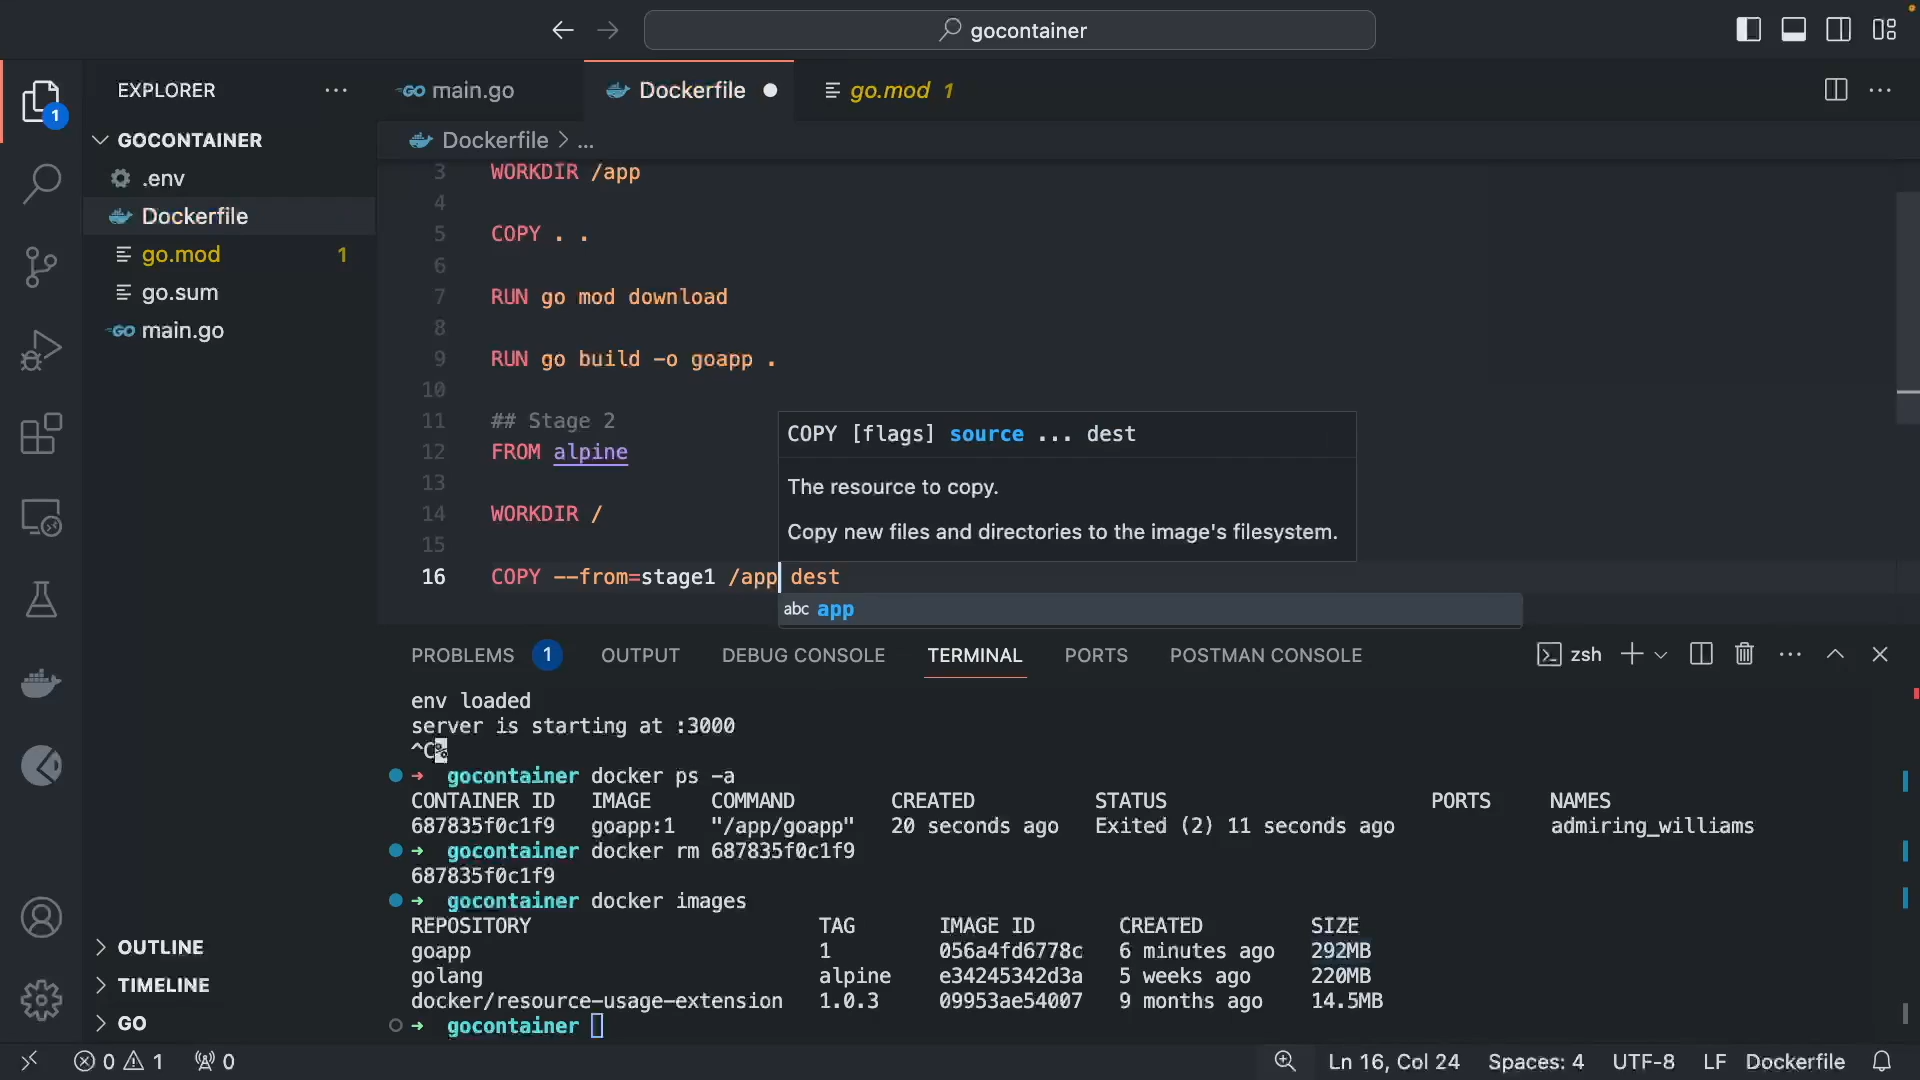 gocontainer
EXPLORER
main.go
Dockerfile
go.mod 1
1
GOCONTAINER
.env
Dockerfile
go.mod 1
go.sum
main.go
Dockerfile > ...
3 WORKDIR /app
4
5 COPY . .
6
7 RUN go mod download
8
9 RUN go build -o goapp .
10
11 ## Stage 2
12 FROM alpine
13
14 WORKDIR /
15
16 COPY --from=stage1 /app dest
COPY [flags] source ... dest
The resource to copy.
Copy new files and directories to the image's filesystem.
abc app
PROBLEMS 1 OUTPUT DEBUG CONSOLE TERMINAL PORTS POSTMAN CONSOLE zsh
env loaded
server is starting at :3000
^C%
→ gocontainer docker ps -a
CONTAINER ID IMAGE COMMAND CREATED STATUS PORTS NAMES
687835f0c1f9 goapp:1 "/app/goapp" 20 seconds ago Exited (2) 11 seconds ago admiring_williams
→ gocontainer docker rm 687835f0c1f9
687835f0c1f9
→ gocontainer docker images
REPOSITORY TAG IMAGE ID CREATED SIZE
goapp 1 056a4fd6778c 6 minutes ago 292MB
golang alpine e34245342d3a 5 weeks ago 220MB
docker/resource-usage-extension 1.0.3 09953ae54007 9 months ago 14.5MB
→ gocontainer
OUTLINE
TIMELINE
GO
0 1 0 Ln 16, Col 24 Spaces: 4 UTF-8 LF Dockerfile